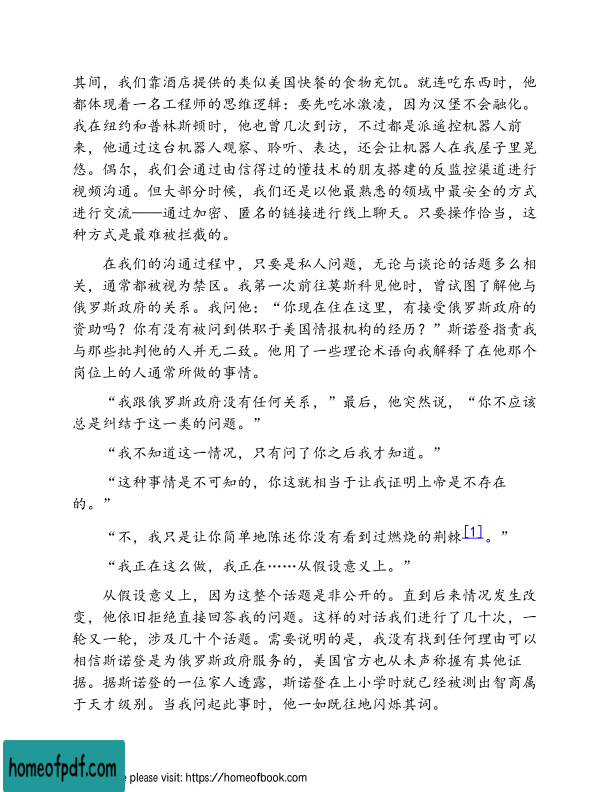 其间，我们靠酒店提供的类似美国快餐的食物充饥。就连吃东西时，他
都体现着一名工程师的思维逻辑：要先吃冰激凌，因为汉堡不会融化。
我在纽约和普林斯顿时，他也曾几次到访，不过都是派遥控机器人前
来，他通过这台机器人观察、聆听、表达，还会让机器人在我屋子里晃
悠。偶尔，我们会通过由信得过的懂技术的朋友搭建的反监控渠道进行
视频沟通。但大部分时候，我们还是以他最熟悉的领域中最安全的方式
进行交流——通过加密、匿名的链接进行线上聊天。只要操作恰当，这
种方式是最难被拦截的。
在我们的沟通过程中，只要是私人问题，无论与谈论的话题多么相
关，通常都被视为禁区。我第一次前往莫斯科见他时，曾试图了解他与
俄罗斯政府的关系。我问他：“你现在住在这里，有接受俄罗斯政府的
资助吗？你有没有被问到供职于美国情报机构的经历？”斯诺登指责我
与那些批判他的人并无二致。他用了一些理论术语向我解释了在他那个
岗位上的人通常所做的事情。
“我跟俄罗斯政府没有任何关系，”最后，他突然说，“你不应该
总是纠结于这一类的问题。”
“我不知道这一情况，只有问了你之后我才知道。”
“这种事情是不可知的，你这就相当于让我证明上帝是不存在
的。”
“不，我只是让你简单地陈述你没有看到过燃烧的荆棘[1]。”
“我正在这么做，我正在……从假设意义上。”
从假设意义上，因为这整个话题是非公开的。直到后来情况发生改
变，他依旧拒绝直接回答我的问题。这样的对话我们进行了几十次，一
轮又一轮，涉及几十个话题。需要说明的是，我没有找到任何理由可以
相信斯诺登是为俄罗斯政府服务的，美国官方也从未声称握有其他证
据。据斯诺登的一位家人透露，斯诺登在上小学时就已经被测出智商属
于天才级别。当我问起此事时，他一如既往地闪烁其词。
homeofpdf.com
e please visit: https://homeofbook.com